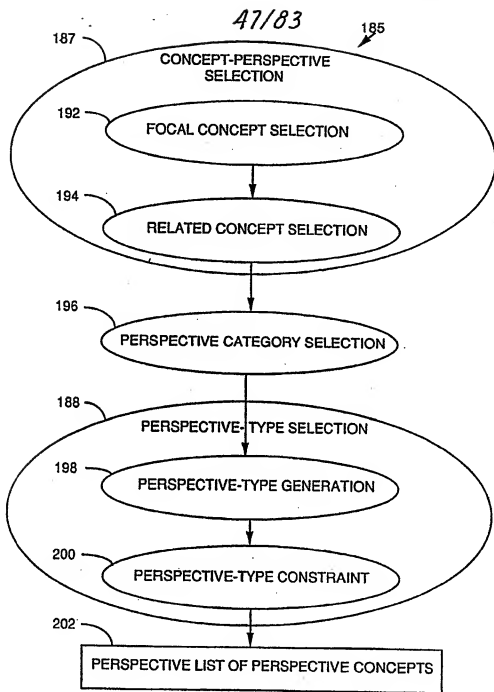 47/83
185
187
CONCEPT-PERSPECTIVE
SELECTION
192
FOCAL CONCEPT SELECTION
194
RELATED CONCEPT SELECTION
196
PERSPECTIVE CATEGORY SELECTION
188
PERSPECTIVE-TYPE SELECTION
198
PERSPECTIVE-TYPE GENERATION
200
PERSPECTIVE-TYPE CONSTRAINT
202
PERSPECTIVE LIST OF PERSPECTIVE CONCEPTS